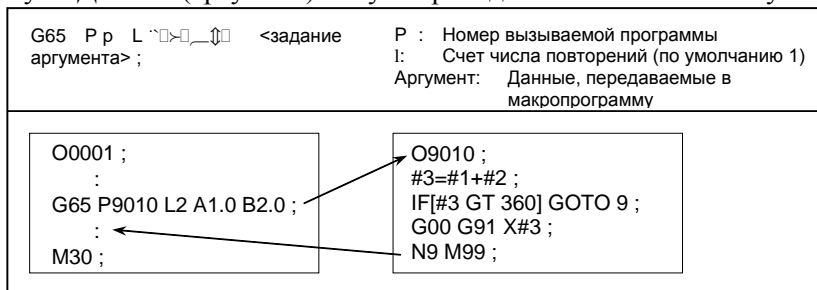 G65 P p L <задание
аргумента> ;
P : Номер вызываемой программы
l: Счет числа повторений (по умолчанию 1)
Аргумент: Данные, передаваемые в
макропрограмму
O0001 ;
:
G65 P9010 L2 A1.0 B2.0 ;
:
M30 ;
O9010 ;
#3=#1+#2 ;
IF[#3 GT 360] GOTO 9 ;
G00 G91 X#3 ;
N9 M99 ;